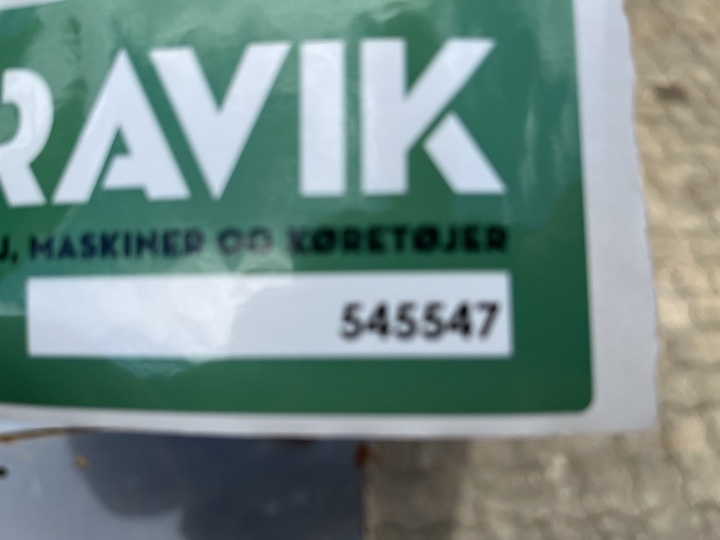 RAVIK
J, MASKINER OG KØRETØJER
545547